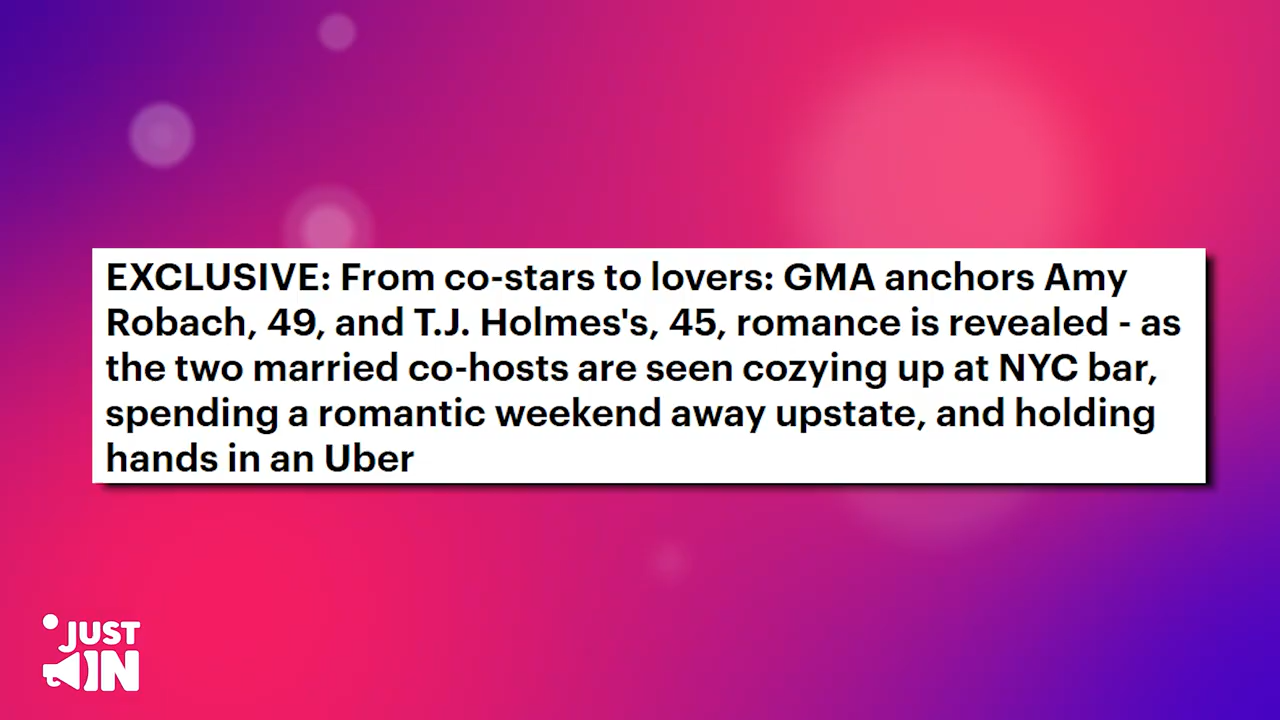 EXCLUSIVE: From co-stars to lovers: GMA anchors Amy
Robach, 49, and T.J. Holmes's, 45, romance is revealed - as
the two married co-hosts are seen cozying up at NYC bar,
spending a romantic weekend away upstate, and holding
hands in an Uber
JUST
IN